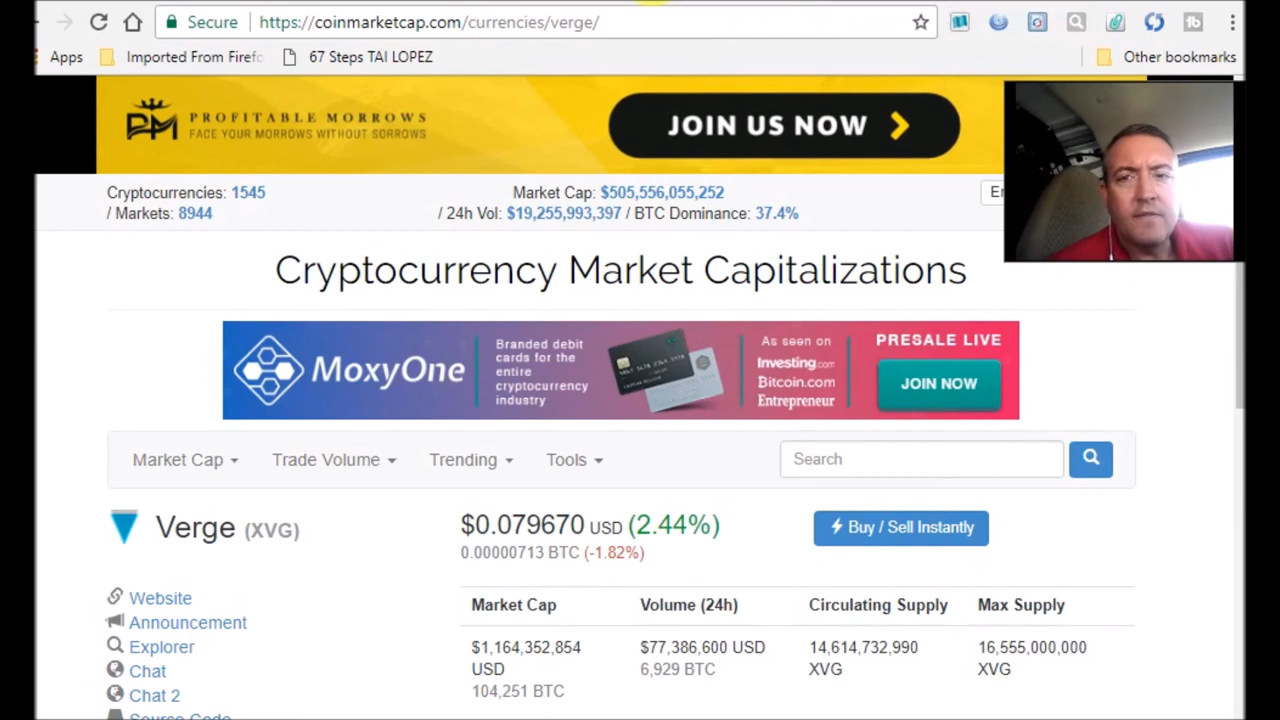 Secure https://coinmarketcap.com/currencies/verge/
Apps Imported From Firefo 67 Steps TAI LOPEZ Other bookmarks
PM PROFITABLE MORROWS
FACE YOUR MORROWS WITHOUT SORROWS
JOIN US NOW
Cryptocurrencies: 1545 Market Cap: $505,556,055,252 En
/ Markets: 8944 / 24h Vol: $19,255,993,397 / BTC Dominance: 37.4%
Cryptocurrency Market Capitalizations
MoxyOne
Branded debit
cards for the
entire
cryptocurrency
industry
As seen on
Investing.com
Bitcoin.com
Entrepreneur
PRESALE LIVE
JOIN NOW
Market Cap Trade Volume Trending Tools Search
Verge (XVG) $0.079670 USD (2.44%) Buy / Sell Instantly
0.00000713 BTC (-1.82%)
Website
Announcement
Explorer
Chat
Chat 2
Source Code
Market Cap Volume (24h) Circulating Supply Max Supply
$1,164,352,854 $77,386,600 USD 14,614,732,990 16,555,000,000
USD 6,929 BTC XVG XVG
104,251 BTC